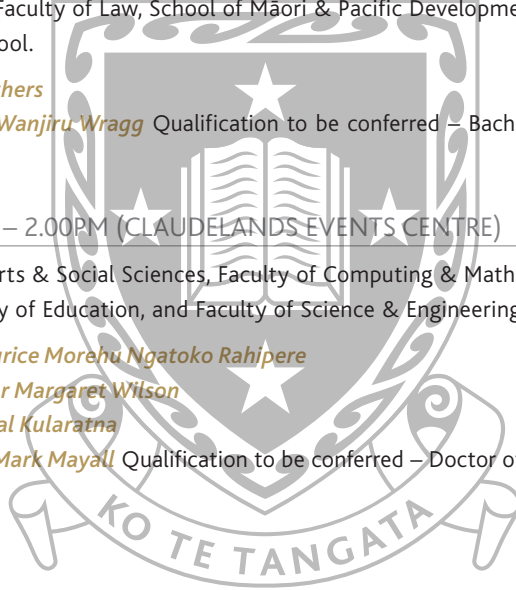 Faculty of Law, School of Māori & Pacific Developme
ool.
hers
Wanjiru Wragg Qualification to be conferred – Bach
– 2.00PM (CLAUDELANDS EVENTS CENTRE)
rts & Social Sciences, Faculty of Computing & Math
y of Education, and Faculty of Science & Engineering
urice Morehu Ngatoko Rahipere
r Margaret Wilson
al Kularatna
Mark Mayall Qualification to be conferred – Doctor o
KO TE TANGATA